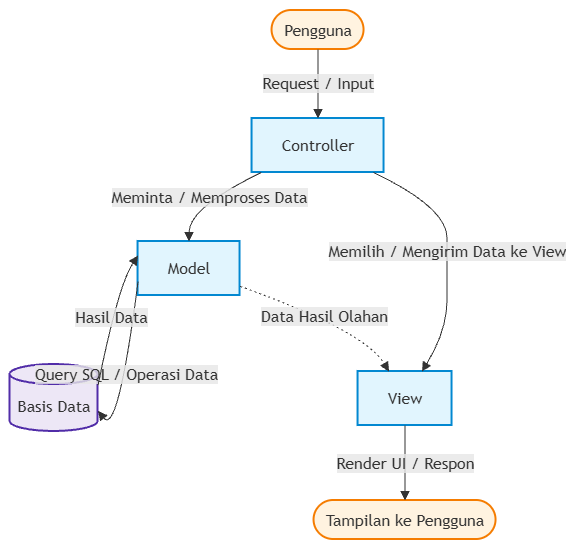 Pengguna
Request / Input
Controller
Meminta / Memproses Data
Memilih / Mengirim Data ke View
Model
Hasil Data
Data Hasil Olahan
Query SQL / Operasi Data
Basis Data
View
Render UI / Respon
Tampilan ke Pengguna